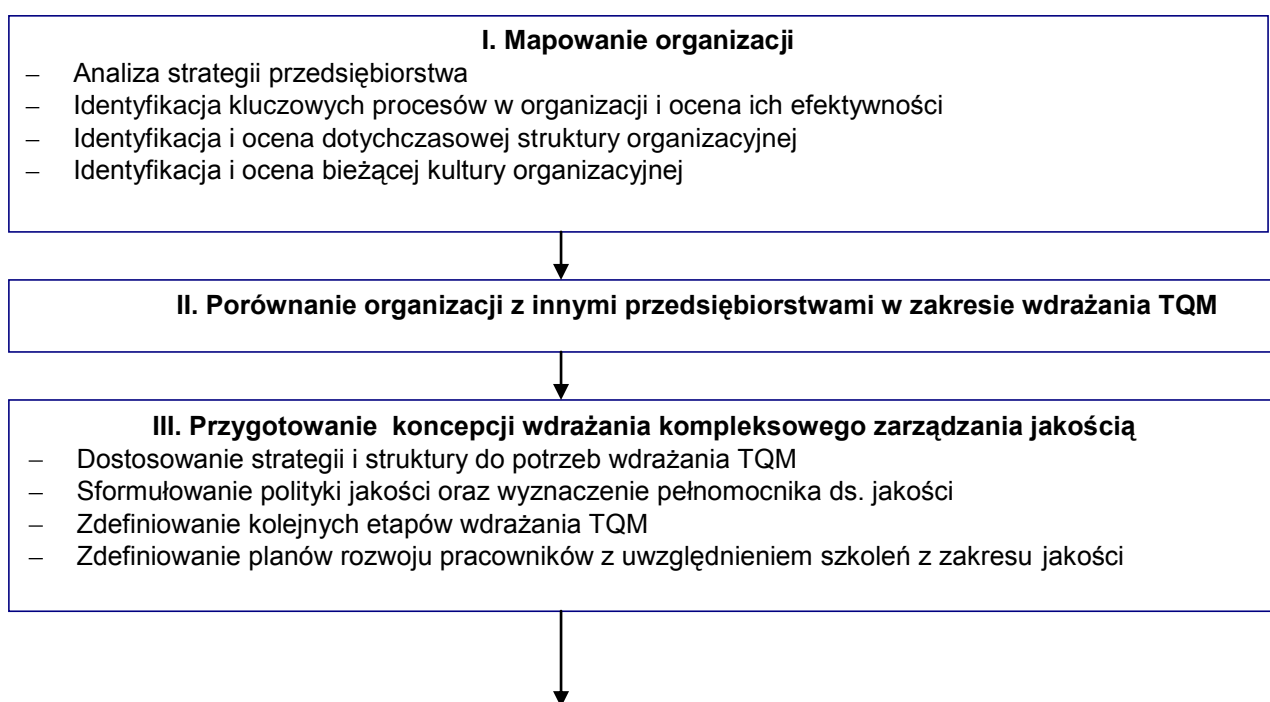 I. Mapowanie organizacji
– Analiza strategii przedsiębiorstwa
– Identyfikacja kluczowych procesów w organizacji i ocena ich efektywności
– Identyfikacja i ocena dotychczasowej struktury organizacyjnej
– Identyfikacja i ocena bieżącej kultury organizacyjnej
II. Porównanie organizacji z innymi przedsiębiorstwami w zakresie wdrażania TQM
III. Przygotowanie koncepcji wdrażania kompleksowego zarządzania jakością
– Dostosowanie strategii i struktury do potrzeb wdrażania TQM
– Sformułowanie polityki jakości oraz wyznaczenie pełnomocnika ds. jakości
– Zdefiniowanie kolejnych etapów wdrażania TQM
– Zdefiniowanie planów rozwoju pracowników z uwzględnieniem szkoleń z zakresu jakości